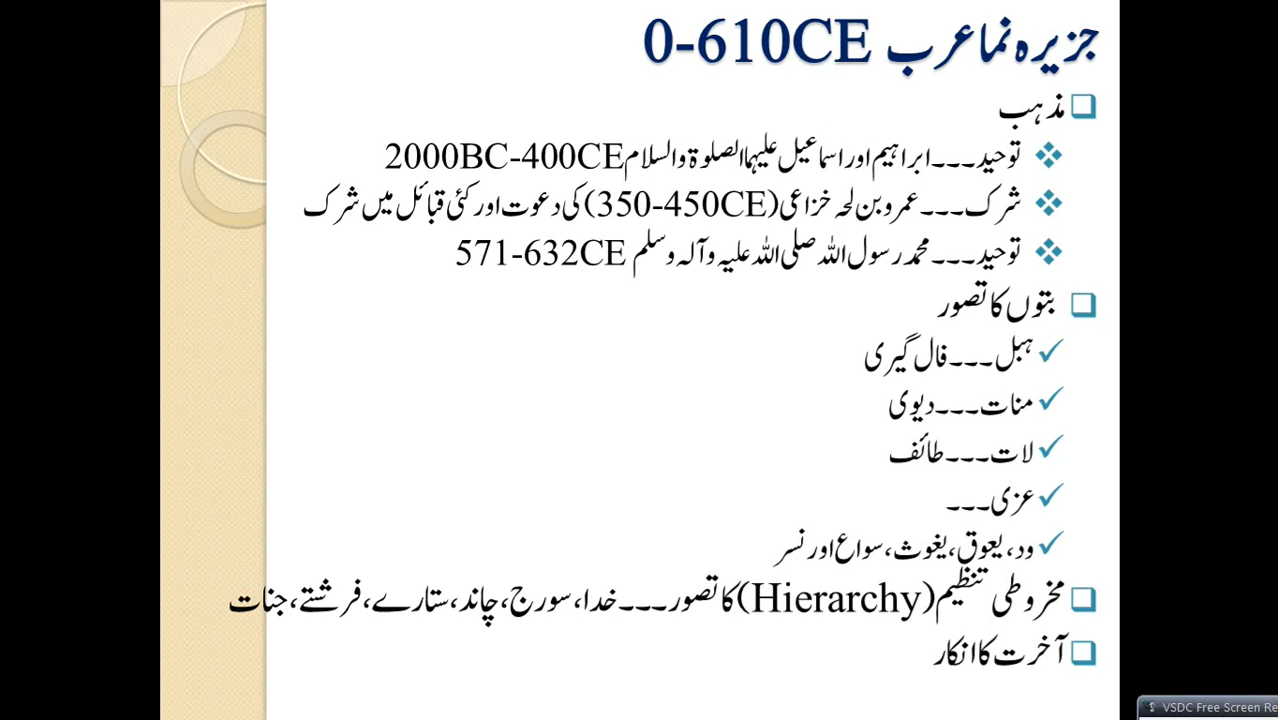 جزیرہ نما عرب 0-610CE
مذہب
توحید۔۔۔ابراہیم اور اسماعیل علیہما الصلوۃ والسلام 2000BC-400CE
شرک۔۔۔عمرو بن لحہ خزاعی (350-450CE) کی دعوت اور کئی قبائل میں شرک
توحید۔۔۔محمد رسول اللہ صلی اللہ علیہ وآلہ وسلم 571-632CE
بتوں کا تصور
ہبل۔۔۔فال گیری
منات۔۔۔دیوی
لات۔۔۔طائف
عزی۔۔۔
ود، یعوق، یغوث، سواع اور نسر
مخروطی تنظیم (Hierarchy) کا تصور۔۔۔خدا، سورج، چاند، ستارے، فرشتے، جنات
آخرت کا انکار
VSDC Free Screen Re